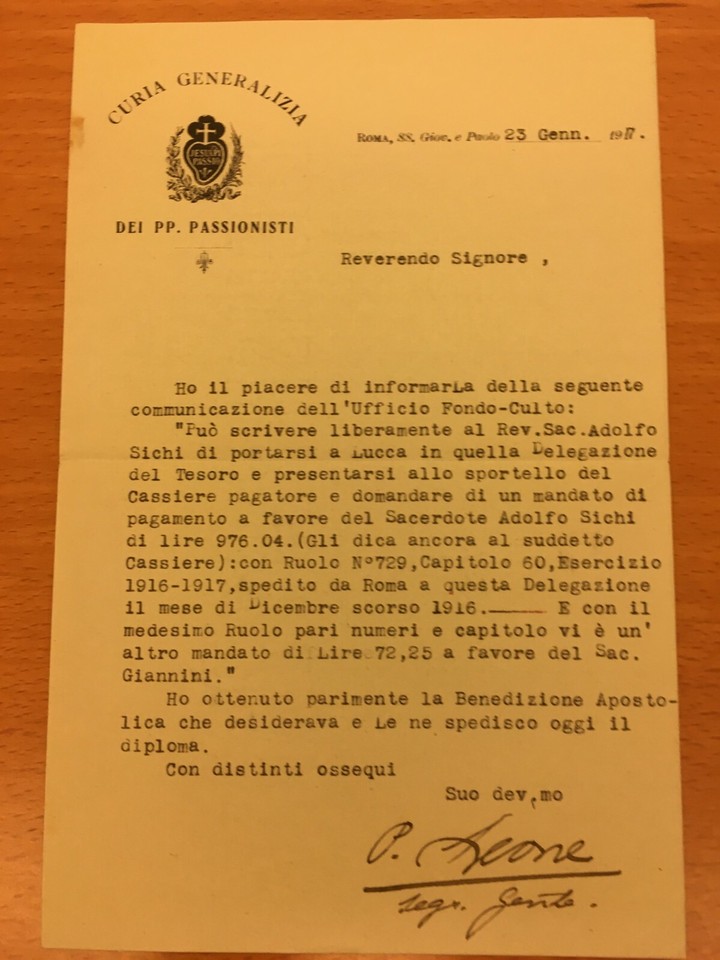 CURIA GENERALIZIA
JESU XPI
PASSIO
DEI PP. PASSIONISTI
ROMA, SS. Giov. e Paolo 23 Genn. 1917.
Reverendo Signore ,
Ho il piacere di informarLa della seguente
communicazione dell'Ufficio Fondo-Culto:
"Può scrivere liberamente al Rev.Sac.Adolfo
Sichi di portarsi a Lucca in quella Delegazione
del Tesoro e presentarsi allo sportello del
Cassiere pagatore e domandare di un mandato di
pagamento a favore del Sacerdote Adolfo Sichi
di lire 976.04.(Gli dica ancora al suddetto
Cassiere):con Ruolo N°729,Capitolo 60,Esercizio
1916-1917,spedito da Roma a questa Delegazione
il mese di Dicembre scorso 1916.____ E con il
medesimo Ruolo pari numeri e capitolo vi è un'
altro mandato di Lire 72,25 a favore del Sac.
Giannini."
Ho ottenuto parimente la Benedizione Aposto-
lica che desiderava e Le ne spedisco oggi il
diploma.
Con distinti ossequi
Suo dev,mo
P. Leone
segr. gente.